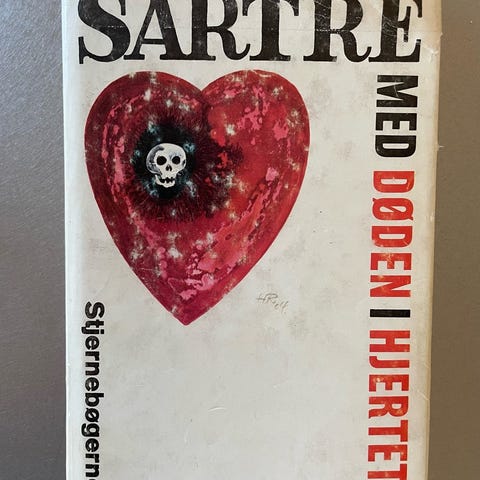 SARTRE
MED DØDEN I HJERTET
Stjernebøgerne